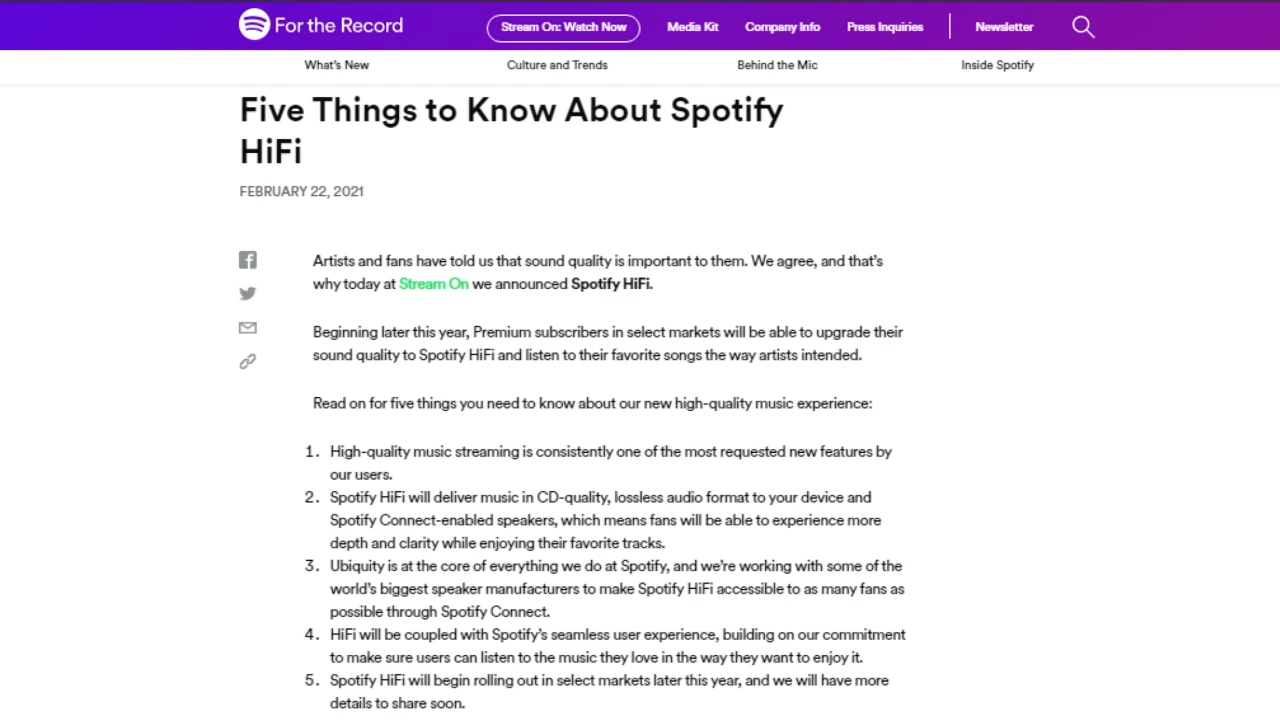 For the Record
Stream On: Watch Now
Media Kit
Company Info
Press Inquiries
Newsletter
What's New
Culture and Trends
Behind the Mic
Inside Spotify
Five Things to Know About Spotify
HiFi
FEBRUARY 22, 2021
Artists and fans have told us that sound quality is important to them. We agree, and that's
why today at Stream On we announced Spotify HiFi.
Beginning later this year, Premium subscribers in select markets will be able to upgrade their
sound quality to Spotify HiFi and listen to their favorite songs the way artists intended.
Read on for five things you need to know about our new high-quality music experience:
1. High-quality music streaming is consistently one of the most requested new features by
our users.
2. Spotify HiFi will deliver music in CD-quality, lossless audio format to your device and
Spotify Connect-enabled speakers, which means fans will be able to experience more
depth and clarity while enjoying their favorite tracks.
3. Ubiquity is at the core of everything we do at Spotify, and we're working with some of the
world's biggest speaker manufacturers to make Spotify HiFi accessible to as many fans as
possible through Spotify Connect.
4. HiFi will be coupled with Spotify's seamless user experience, building on our commitment
to make sure users can listen to the music they love in the way they want to enjoy it.
5. Spotify HiFi will begin rolling out in select markets later this year, and we will have more
details to share soon.